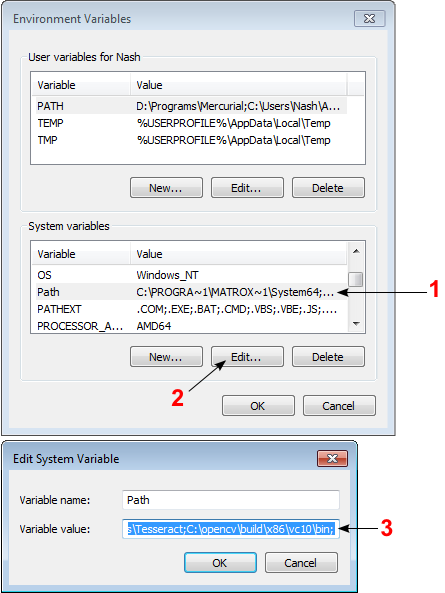 Environment Variables
User variables for Nash
Variable Value
PATH D:\Programs\Mercurial;C:\Users\Nash\A...
TEMP %USERPROFILE%\AppData\Local\Temp
TMP %USERPROFILE%\AppData\Local\Temp
New... Edit... Delete
System variables
Variable Value
OS Windows_NT
Path C:\PROGRA~1\MATROX~1\System64;...
1
PATHEXT .COM;.EXE;.BAT;.CMD;.VBS;.VBE;.JS;....
PROCESSOR_A... AMD64
New... Edit... Delete
2
OK Cancel
Edit System Variable
Variable name: Path
Variable value: s\Tesseract;C:\opencv\build\x86\vc10\bin;
3
OK Cancel